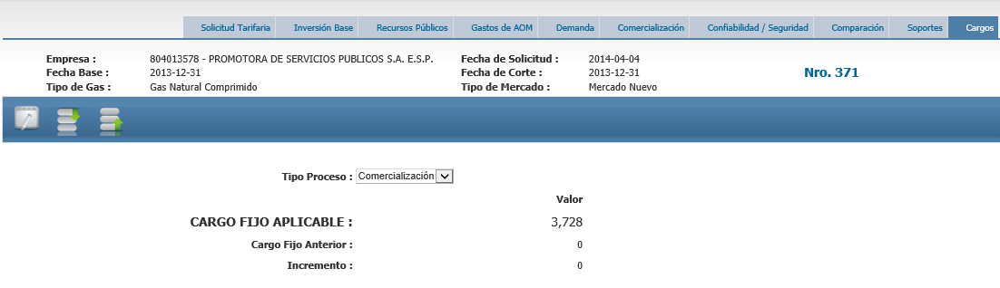 Solicitud Tarifaria Inversión Base Recursos Públicos Gastos de AOM Demanda Comercialización Confiabilidad / Seguridad Comparación Soportes Cargos
Empresa : 804013578 - PROMOTORA DE SERVICIOS PUBLICOS S.A. E.S.P. Fecha de Solicitud : 2014-04-04
Fecha Base : 2013-12-31 Fecha de Corte : 2013-12-31 Nro. 371
Tipo de Gas : Gas Natural Comprimido Tipo de Mercado : Mercado Nuevo
Tipo Proceso : Comercialización
Valor
CARGO FIJO APLICABLE : 3,728
Cargo Fijo Anterior : 0
Incremento : 0